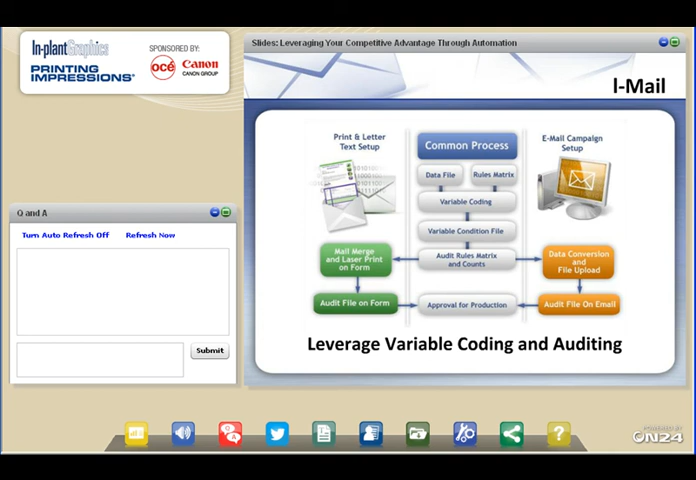 In-plantGraphics
PRINTING
IMPRESSIONS
SPONSORED BY:
océ
Canon
CANON GROUP
Slides: Leveraging Your Competitive Advantage Through Automation
I-Mail
Print & Letter
Text Setup
Common Process
E-Mail Campaign
Setup
Data File
Rules Matrix
Variable Coding
Variable Condition File
Mail Merge
and Laser Print
on Form
Audit Rules Matrix
and Counts
Data Conversion
and
File Upload
Audit File on Form
Approval for Production
Audit File On Email
Leverage Variable Coding and Auditing
Q and A
Turn Auto Refresh Off
Refresh Now
Submit
Q
A
POWERED BY
ON24